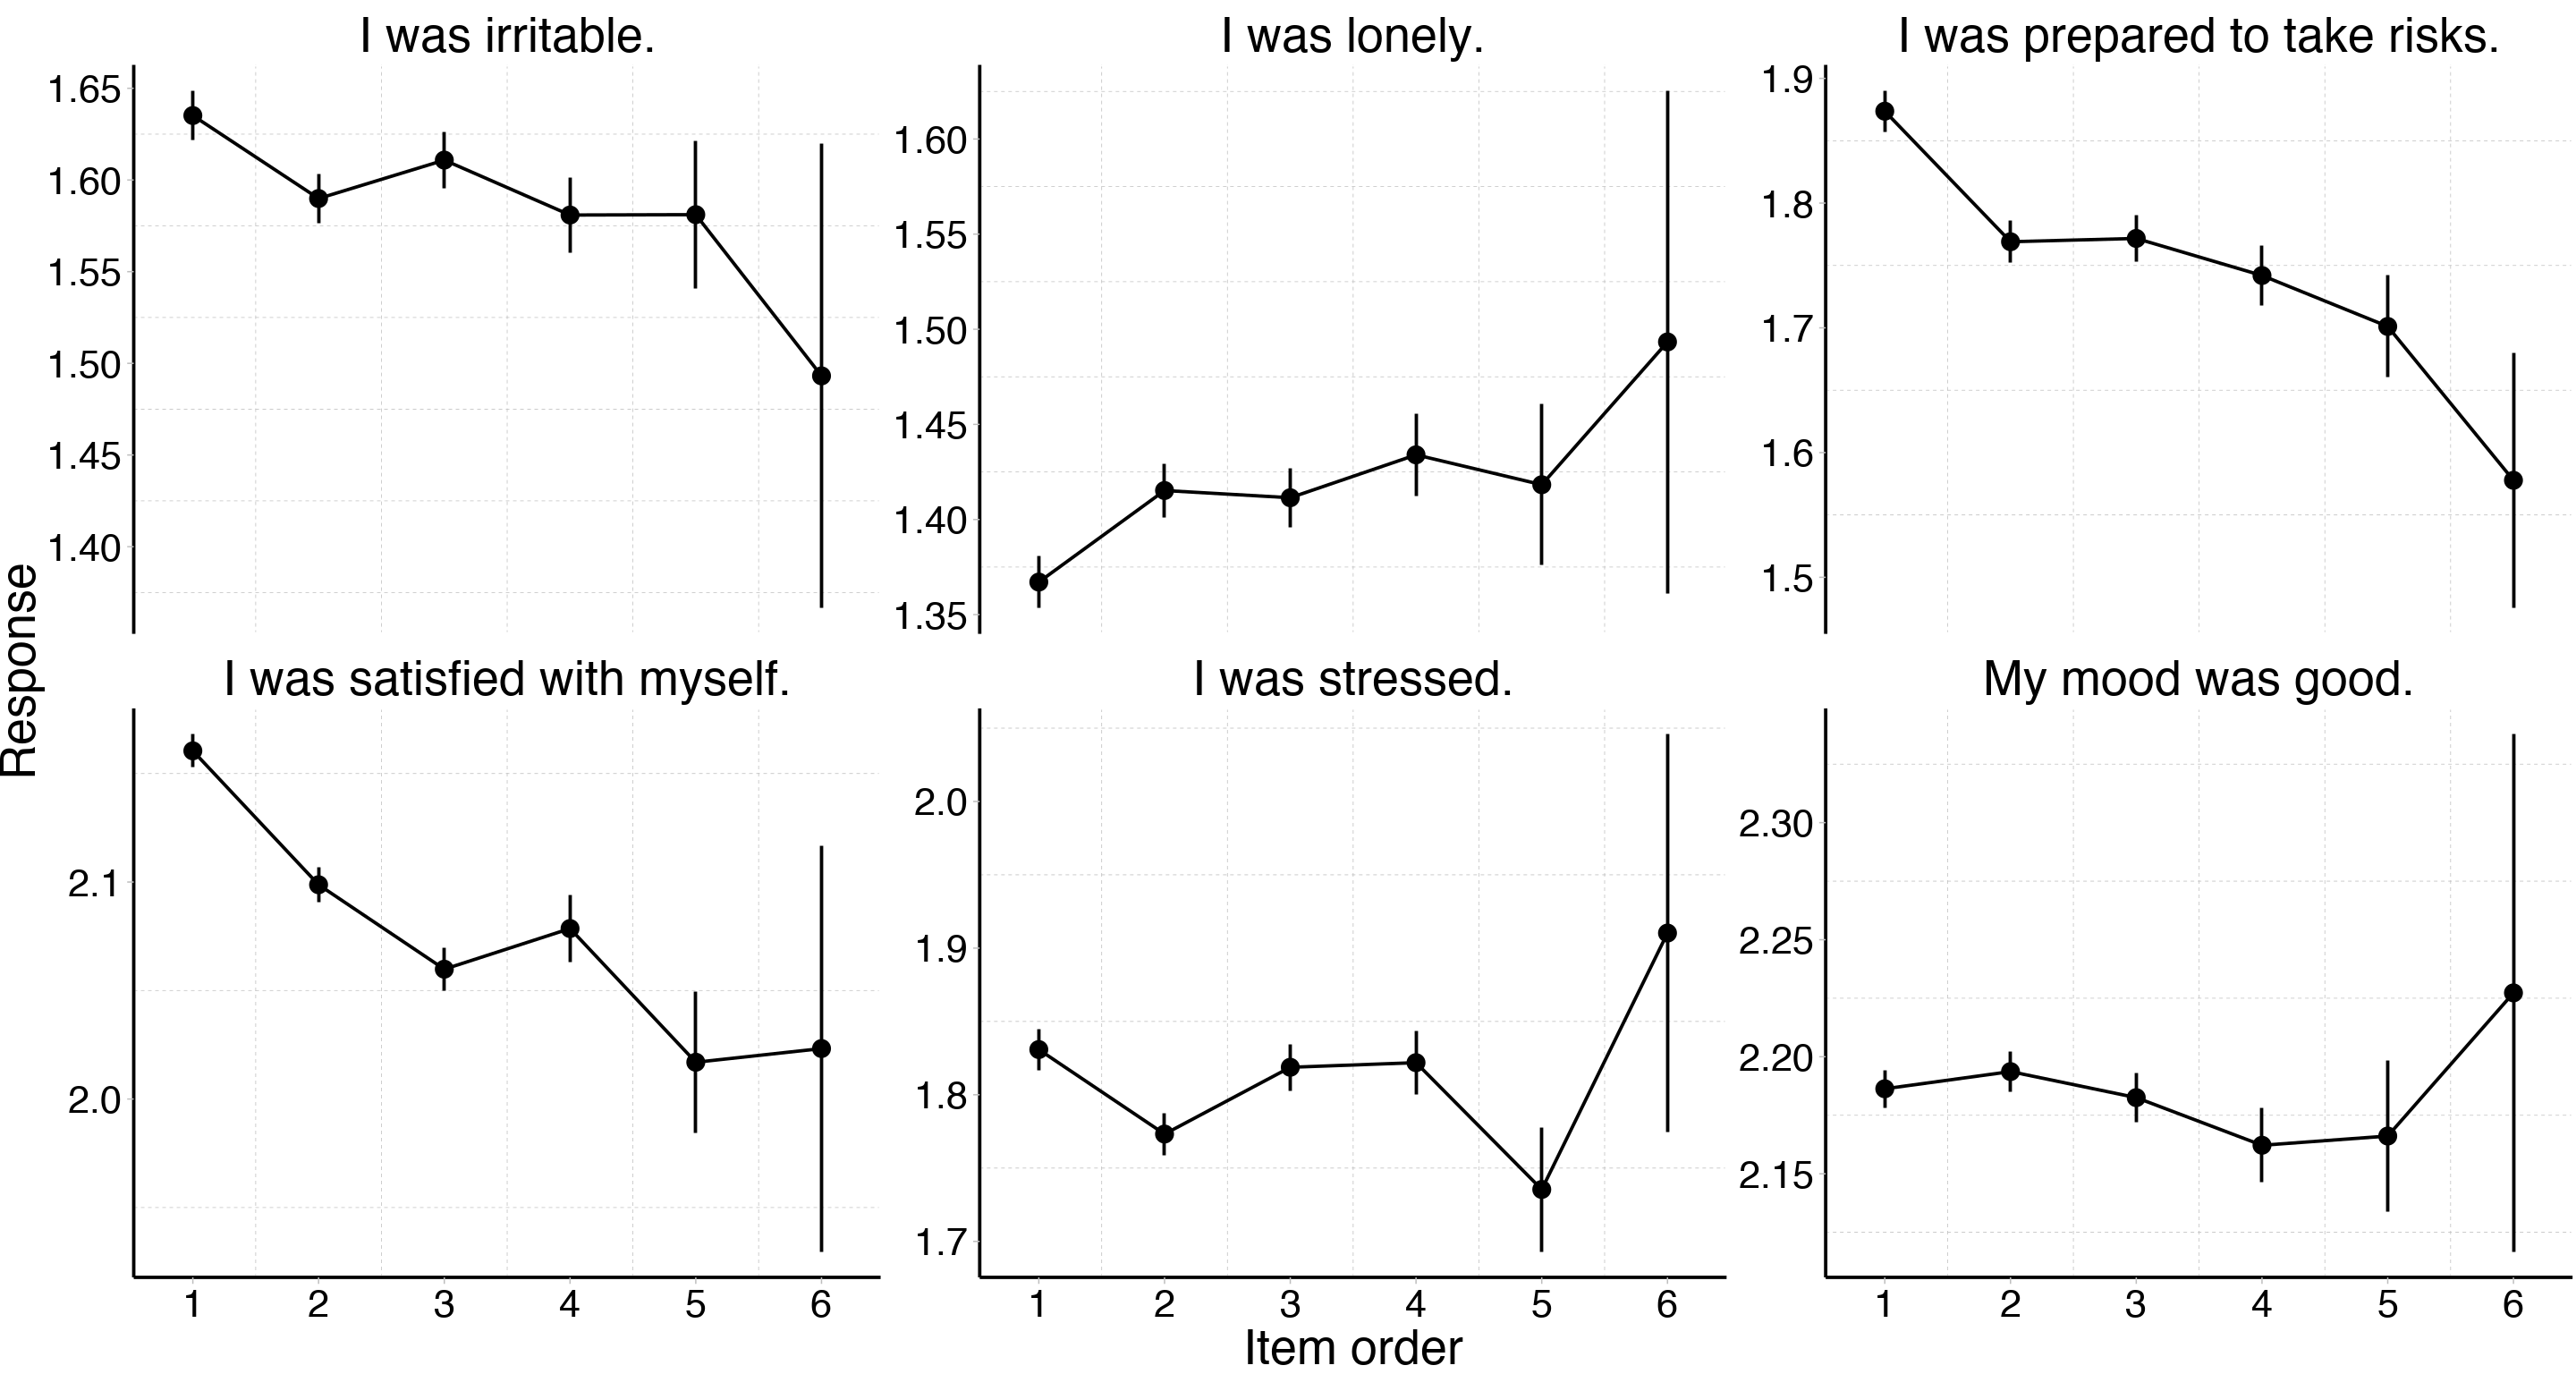 I was irritable.
I was lonely.
I was prepared to take risks.
1.65
1.60
1.55
1.50
1.45
1.40
1.60
1.55
1.50
1.45
1.40
1.35
1.9
1.8
1.7
1.6
1.5
Response
I was satisfied with myself.
I was stressed.
My mood was good.
2.1
2.0
2.0
1.9
1.8
1.7
2.30
2.25
2.20
2.15
1 2 3 4 5 6
1 2 3 4 5 6
1 2 3 4 5 6
Item order